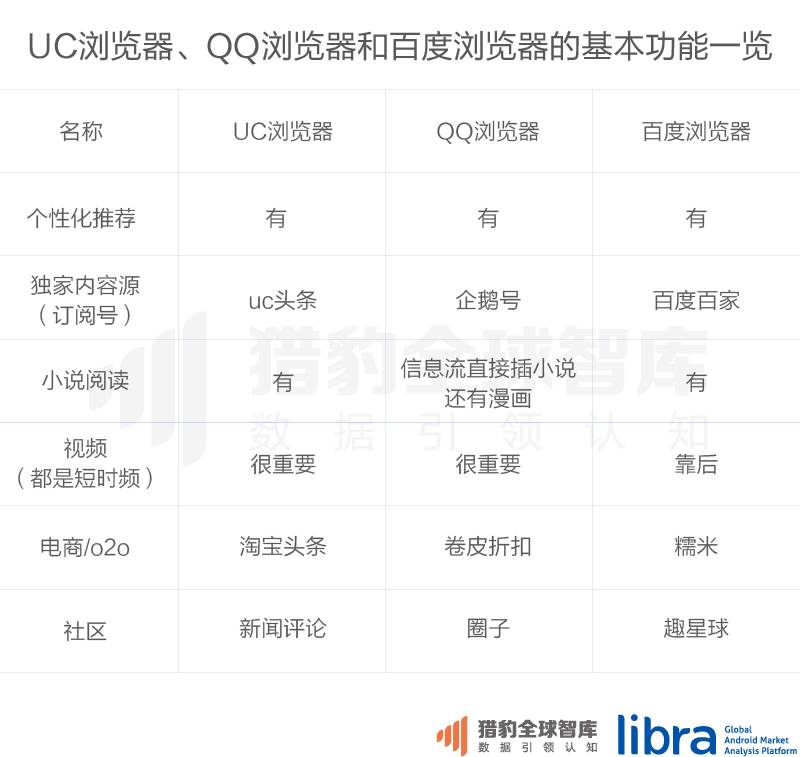 UC浏览器、QQ浏览器和百度浏览器的基本功能一览
名称 UC浏览器 QQ浏览器 百度浏览器
个性化推荐 有 有 有
独家内容源
（订阅号） uc头条 企鹅号 百度百家
小说阅读 有 信息流直接插小说
还有漫画 有
视频
（都是短时频） 很重要 很重要 靠后
电商/o2o 淘宝头条 卷皮折扣 糯米
社区 新闻评论 圈子 趣星球
猎豹全球智库
数据引领认知
猎豹全球智库
数据引领认知
libra
Global
Android Market
Analysis Platform